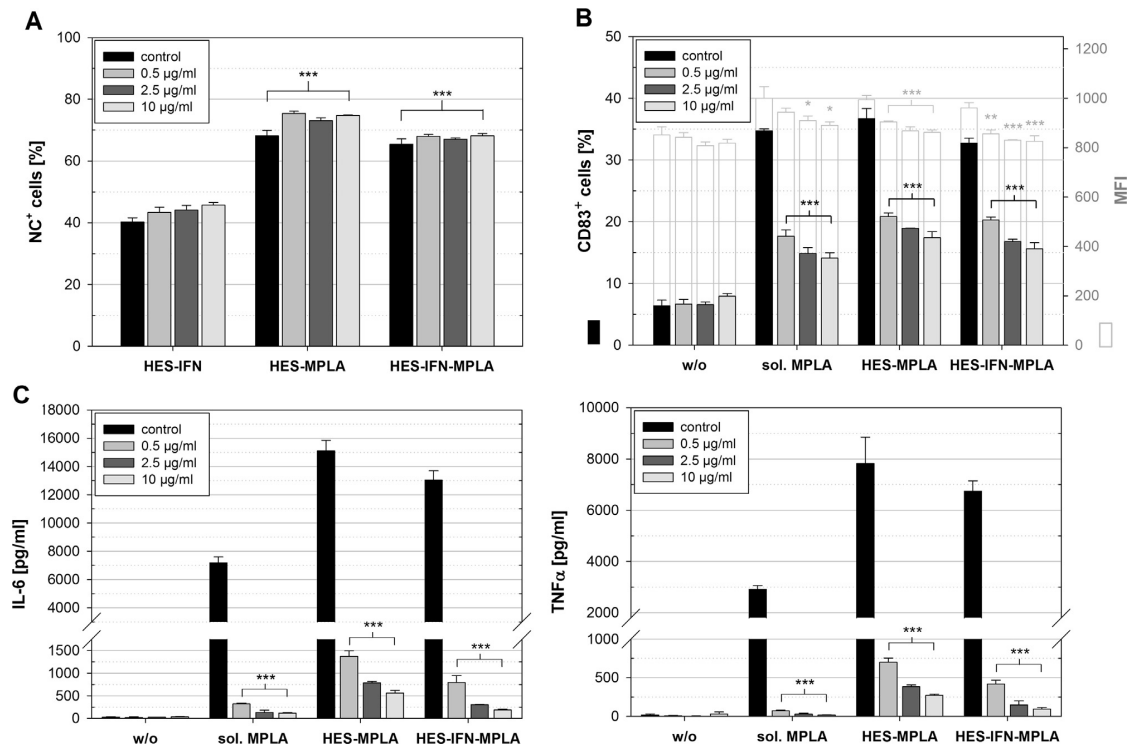 A
NC+ cells [%]
100
80
60
40
20
0
control
0.5 µg/ml
2.5 µg/ml
10 µg/ml
***
***
HES-IFN
HES-MPLA
HES-IFN-MPLA
B
CD83+ cells [%]
50
40
30
20
10
0
control
0.5 µg/ml
2.5 µg/ml
10 µg/ml
* * *** ** *** ***
*** *** ***
1200
1000
800
600
400
200
0
MFI
w/o
sol. MPLA
HES-MPLA
HES-IFN-MPLA
C
IL-6 [pg/ml]
18000
16000
14000
12000
10000
8000
6000
4000
1500
1000
500
0
control
0.5 µg/ml
2.5 µg/ml
10 µg/ml
*** *** ***
w/o
sol. MPLA
HES-MPLA
HES-IFN-MPLA
TNFα [pg/ml]
10000
8000
6000
4000
2000
1000
750
500
250
0
control
0.5 µg/ml
2.5 µg/ml
10 µg/ml
*** *** ***
w/o
sol. MPLA
HES-MPLA
HES-IFN-MPLA